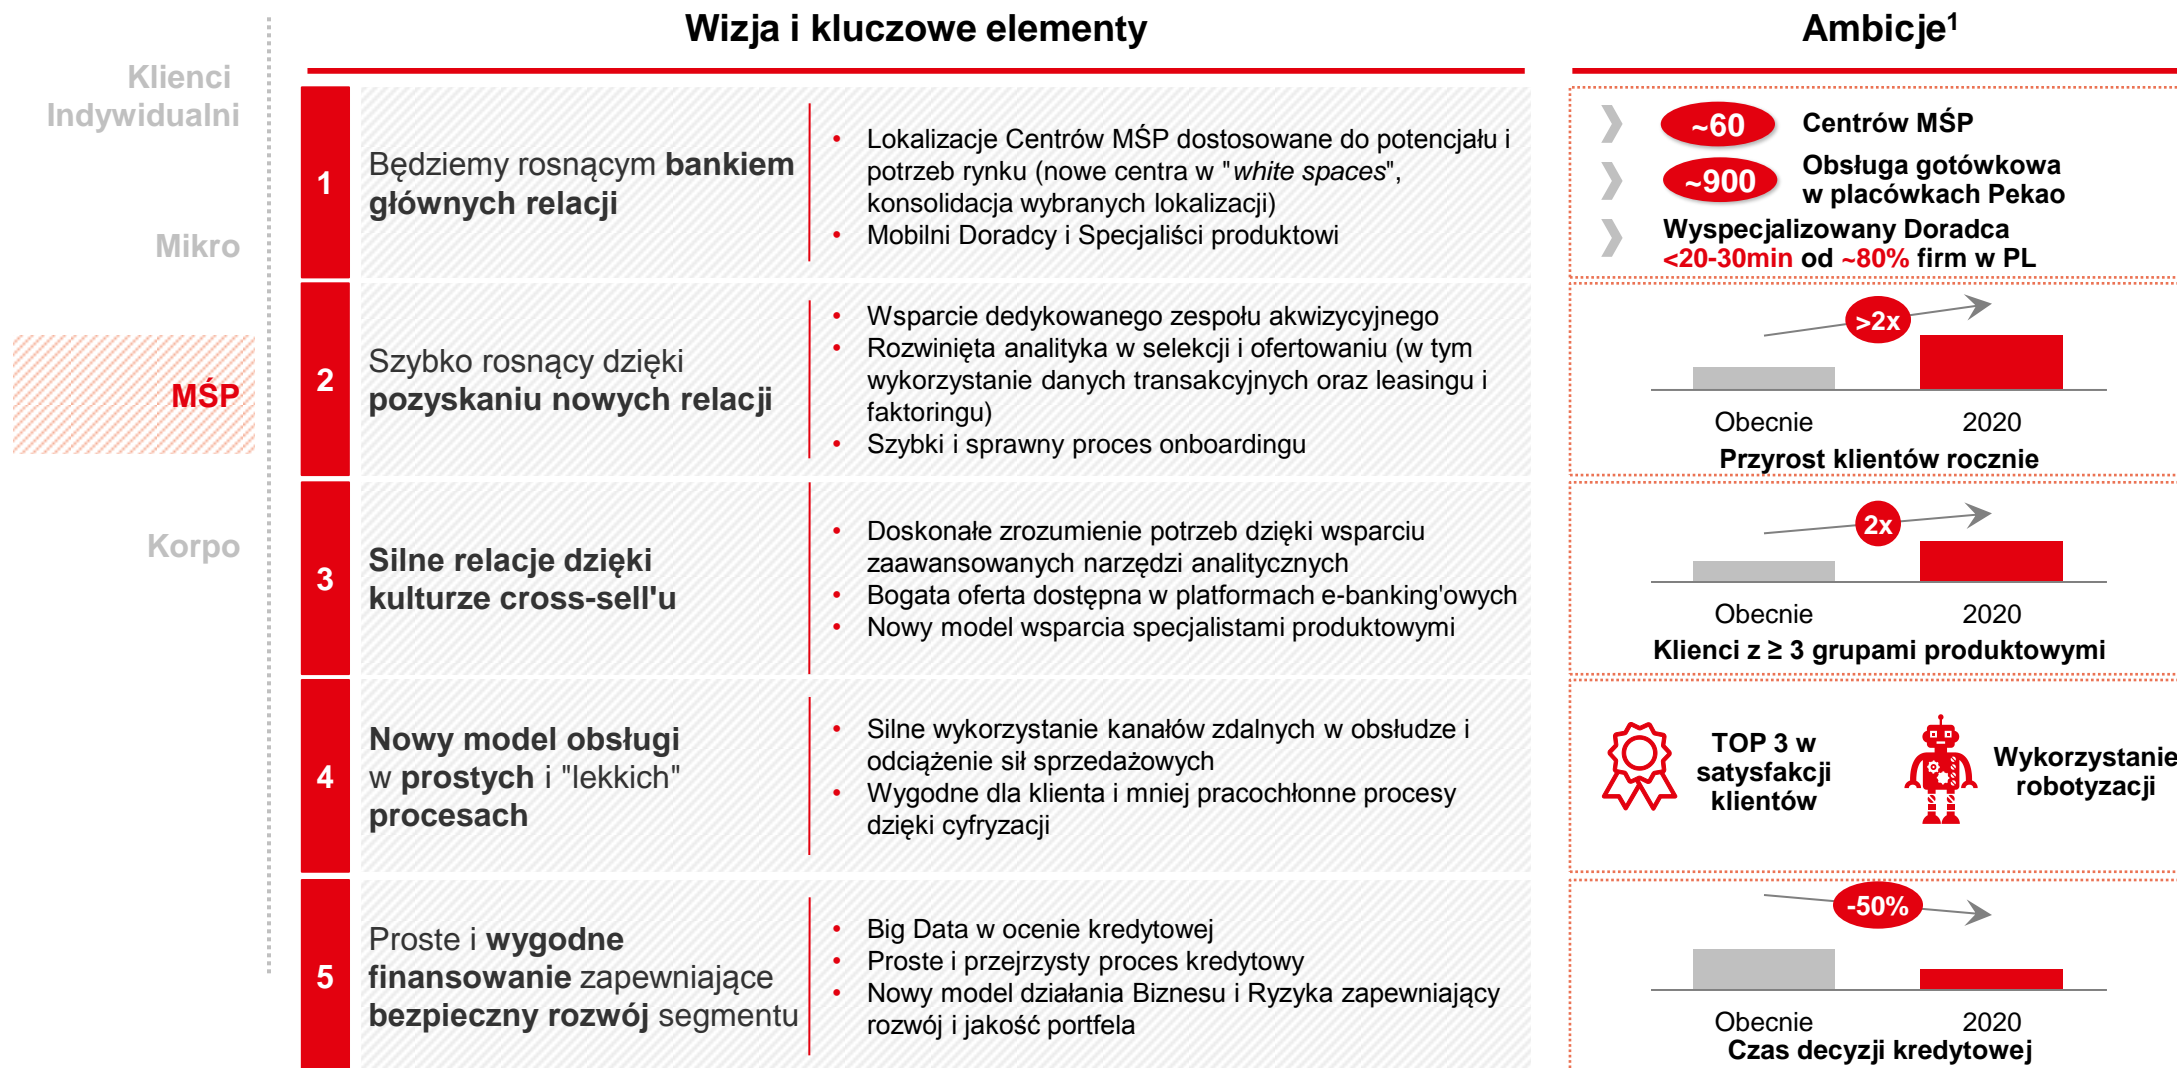 Wizja i kluczowe elementy
Ambicje¹
Klienci
Indywidualni
Mikro
MŚP
Korpo
1
Będziemy rosnącym bankiem
głównych relacji
• Lokalizacje Centrów MŚP dostosowane do potencjału i
potrzeb rynku (nowe centra w "white spaces",
konsolidacja wybranych lokalizacji)
• Mobilni Doradcy i Specjaliści produktowi
~60 Centrów MŚP
~900 Obsługa gotówkowa
w placówkach Pekao
Wyspecjalizowany Doradca
<20-30min od ~80% firm w PL
2
Szybko rosnący dzięki
pozyskaniu nowych relacji
• Wsparcie dedykowanego zespołu akwizycyjnego
• Rozwinięta analityka w selekcji i ofertowaniu (w tym
wykorzystanie danych transakcyjnych oraz leasingu i
faktoringu)
• Szybki i sprawny proces onboardingu
>2x
Obecnie 2020
Przyrost klientów rocznie
3
Silne relacje dzięki
kulturze cross-sell'u
• Doskonałe zrozumienie potrzeb dzięki wsparciu
zaawansowanych narzędzi analitycznych
• Bogata oferta dostępna w platformach e-banking'owych
• Nowy model wsparcia specjalistami produktowymi
2x
Obecnie 2020
Klienci z ≥ 3 grupami produktowymi
4
Nowy model obsługi
w prostych i "lekkich"
procesach
• Silne wykorzystanie kanałów zdalnych w obsłudze i
odciążenie sił sprzedażowych
• Wygodne dla klienta i mniej pracochłonne procesy
dzięki cyfryzacji
TOP 3 w
satysfakcji
klientów
Wykorzystanie
robotyzacji
5
Proste i wygodne
finansowanie zapewniające
bezpieczny rozwój segmentu
• Big Data w ocenie kredytowej
• Proste i przejrzysty proces kredytowy
• Nowy model działania Biznesu i Ryzyka zapewniający
rozwój i jakość portfela
-50%
Obecnie 2020
Czas decyzji kredytowej